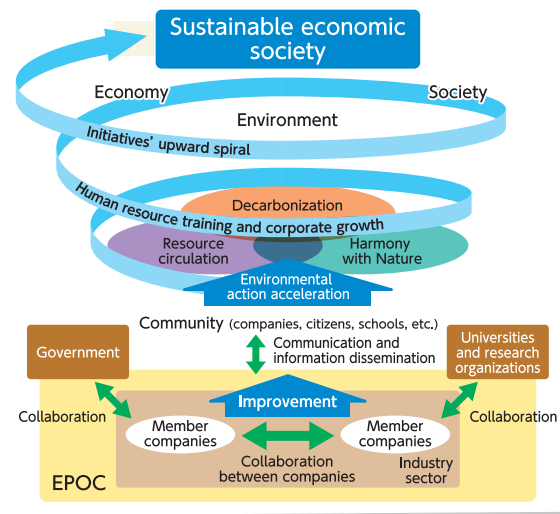 Sustainable economic
society
Economy
Society
Environment
Initiatives' upward spiral
Decarbonization
Human resource training and corporate growth
Resource
circulation
Harmony
with Nature
Environmental
action acceleration
Community (companies, citizens, schools, etc.)
Communication and
information dissemination
Government
Universities
and research
organizations
Improvement
Collaboration
Collaboration
Member
companies
Member
companies
Collaboration
between companies
Industry
sector
EPOC